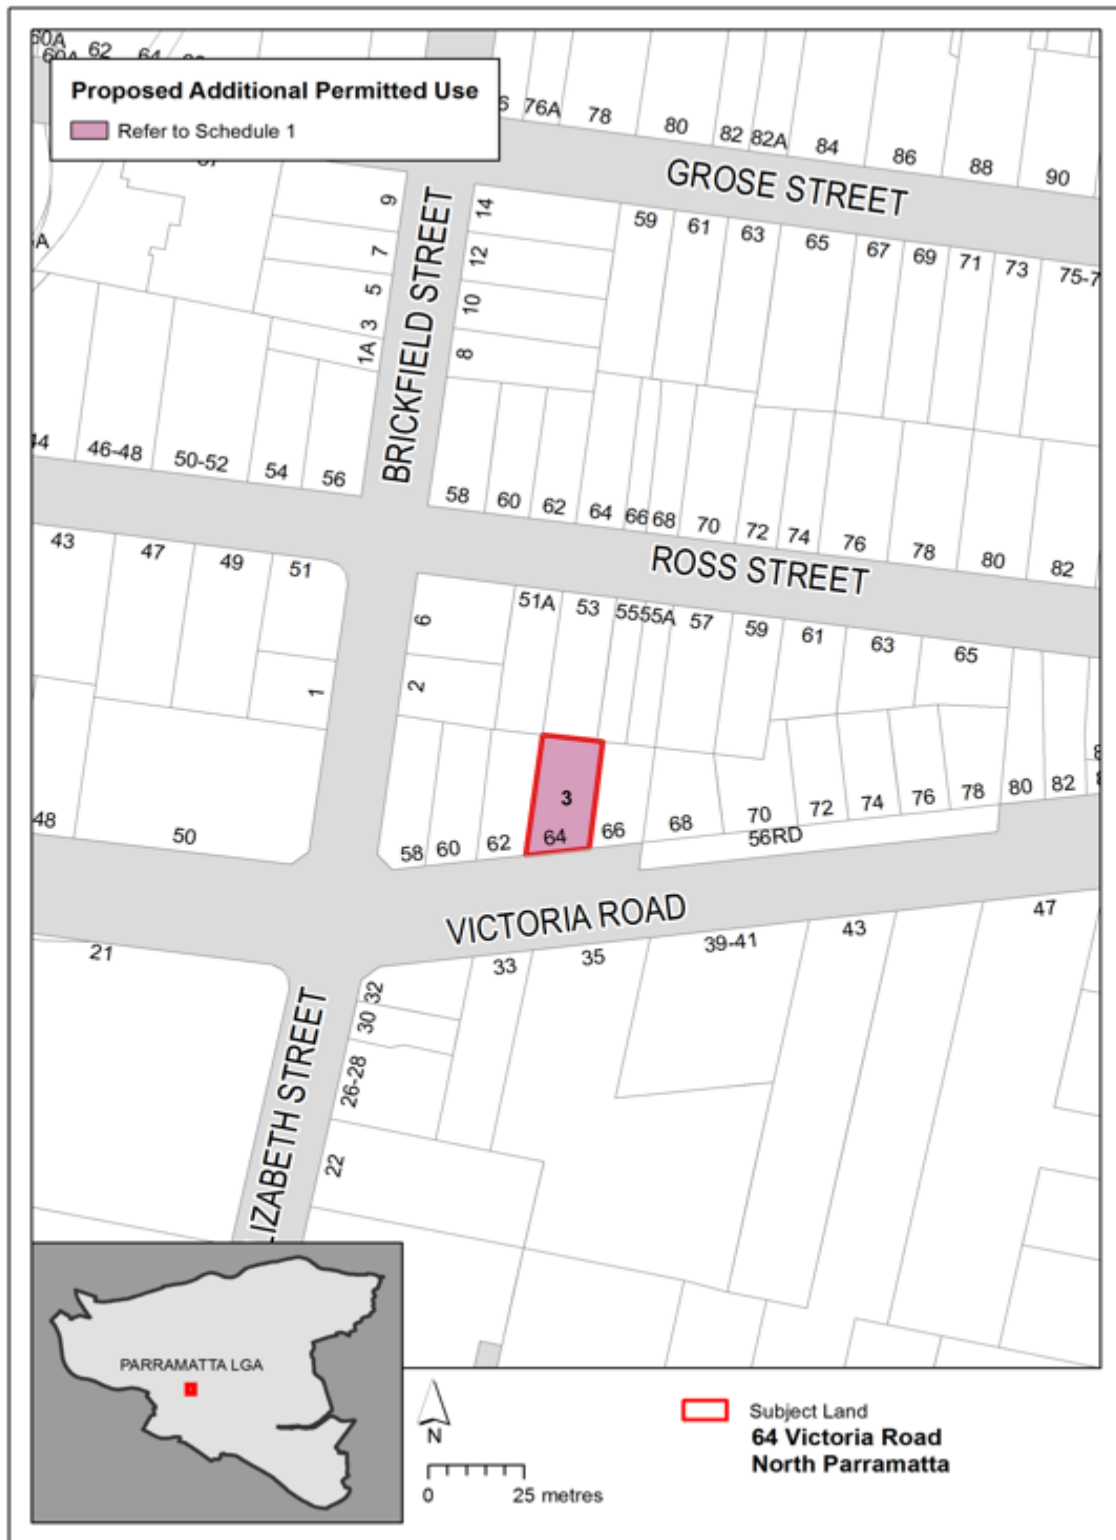 60A 62 64
Proposed Additional Permitted Use
Refer to Schedule 1
76A 78 80 82 82A 84 86 88 90
GROSE STREET
9 14 59 61 63 65 67 69 71 73
7 12
5 10
3
1A 8
BRICKFIELD STREET
44 46-48 50-52 54 56 58 60 62 64 66 68 70 72 74 76 78 80 82
ROSS STREET
43 47 49 51 51A 53 55 55A 57 59 61 63 65
6
1 2
3
48 50 58 60 62 64 66 68 70 72 74 76 78 80 82
56RD
VICTORIA ROAD
21 33 35 39-41 43 47
32
30
26-28
22
LIZABETH STREET
PARRAMATTA LGA
N
0 25 metres
Subject Land
64 Victoria Road
North Parramatta